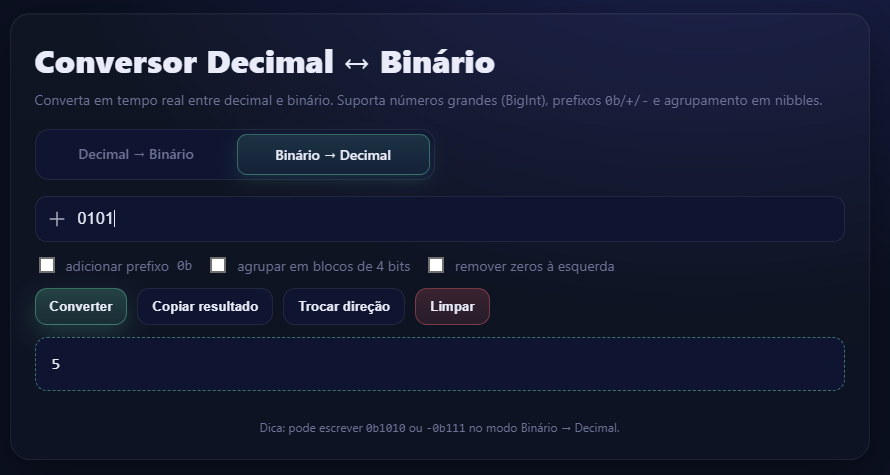 Conversor Decimal ↔ Binário
Converta em tempo real entre decimal e binário. Suporta números grandes (BigInt), prefixos 0b/+/- e agrupamento em nibbles.
Decimal → Binário Binário → Decimal
+ 0101
adicionar prefixo 0b agrupar em blocos de 4 bits remover zeros à esquerda
Converter Copiar resultado Trocar direção Limpar
5
Dica: pode escrever 0b1010 ou -0b111 no modo Binário → Decimal.